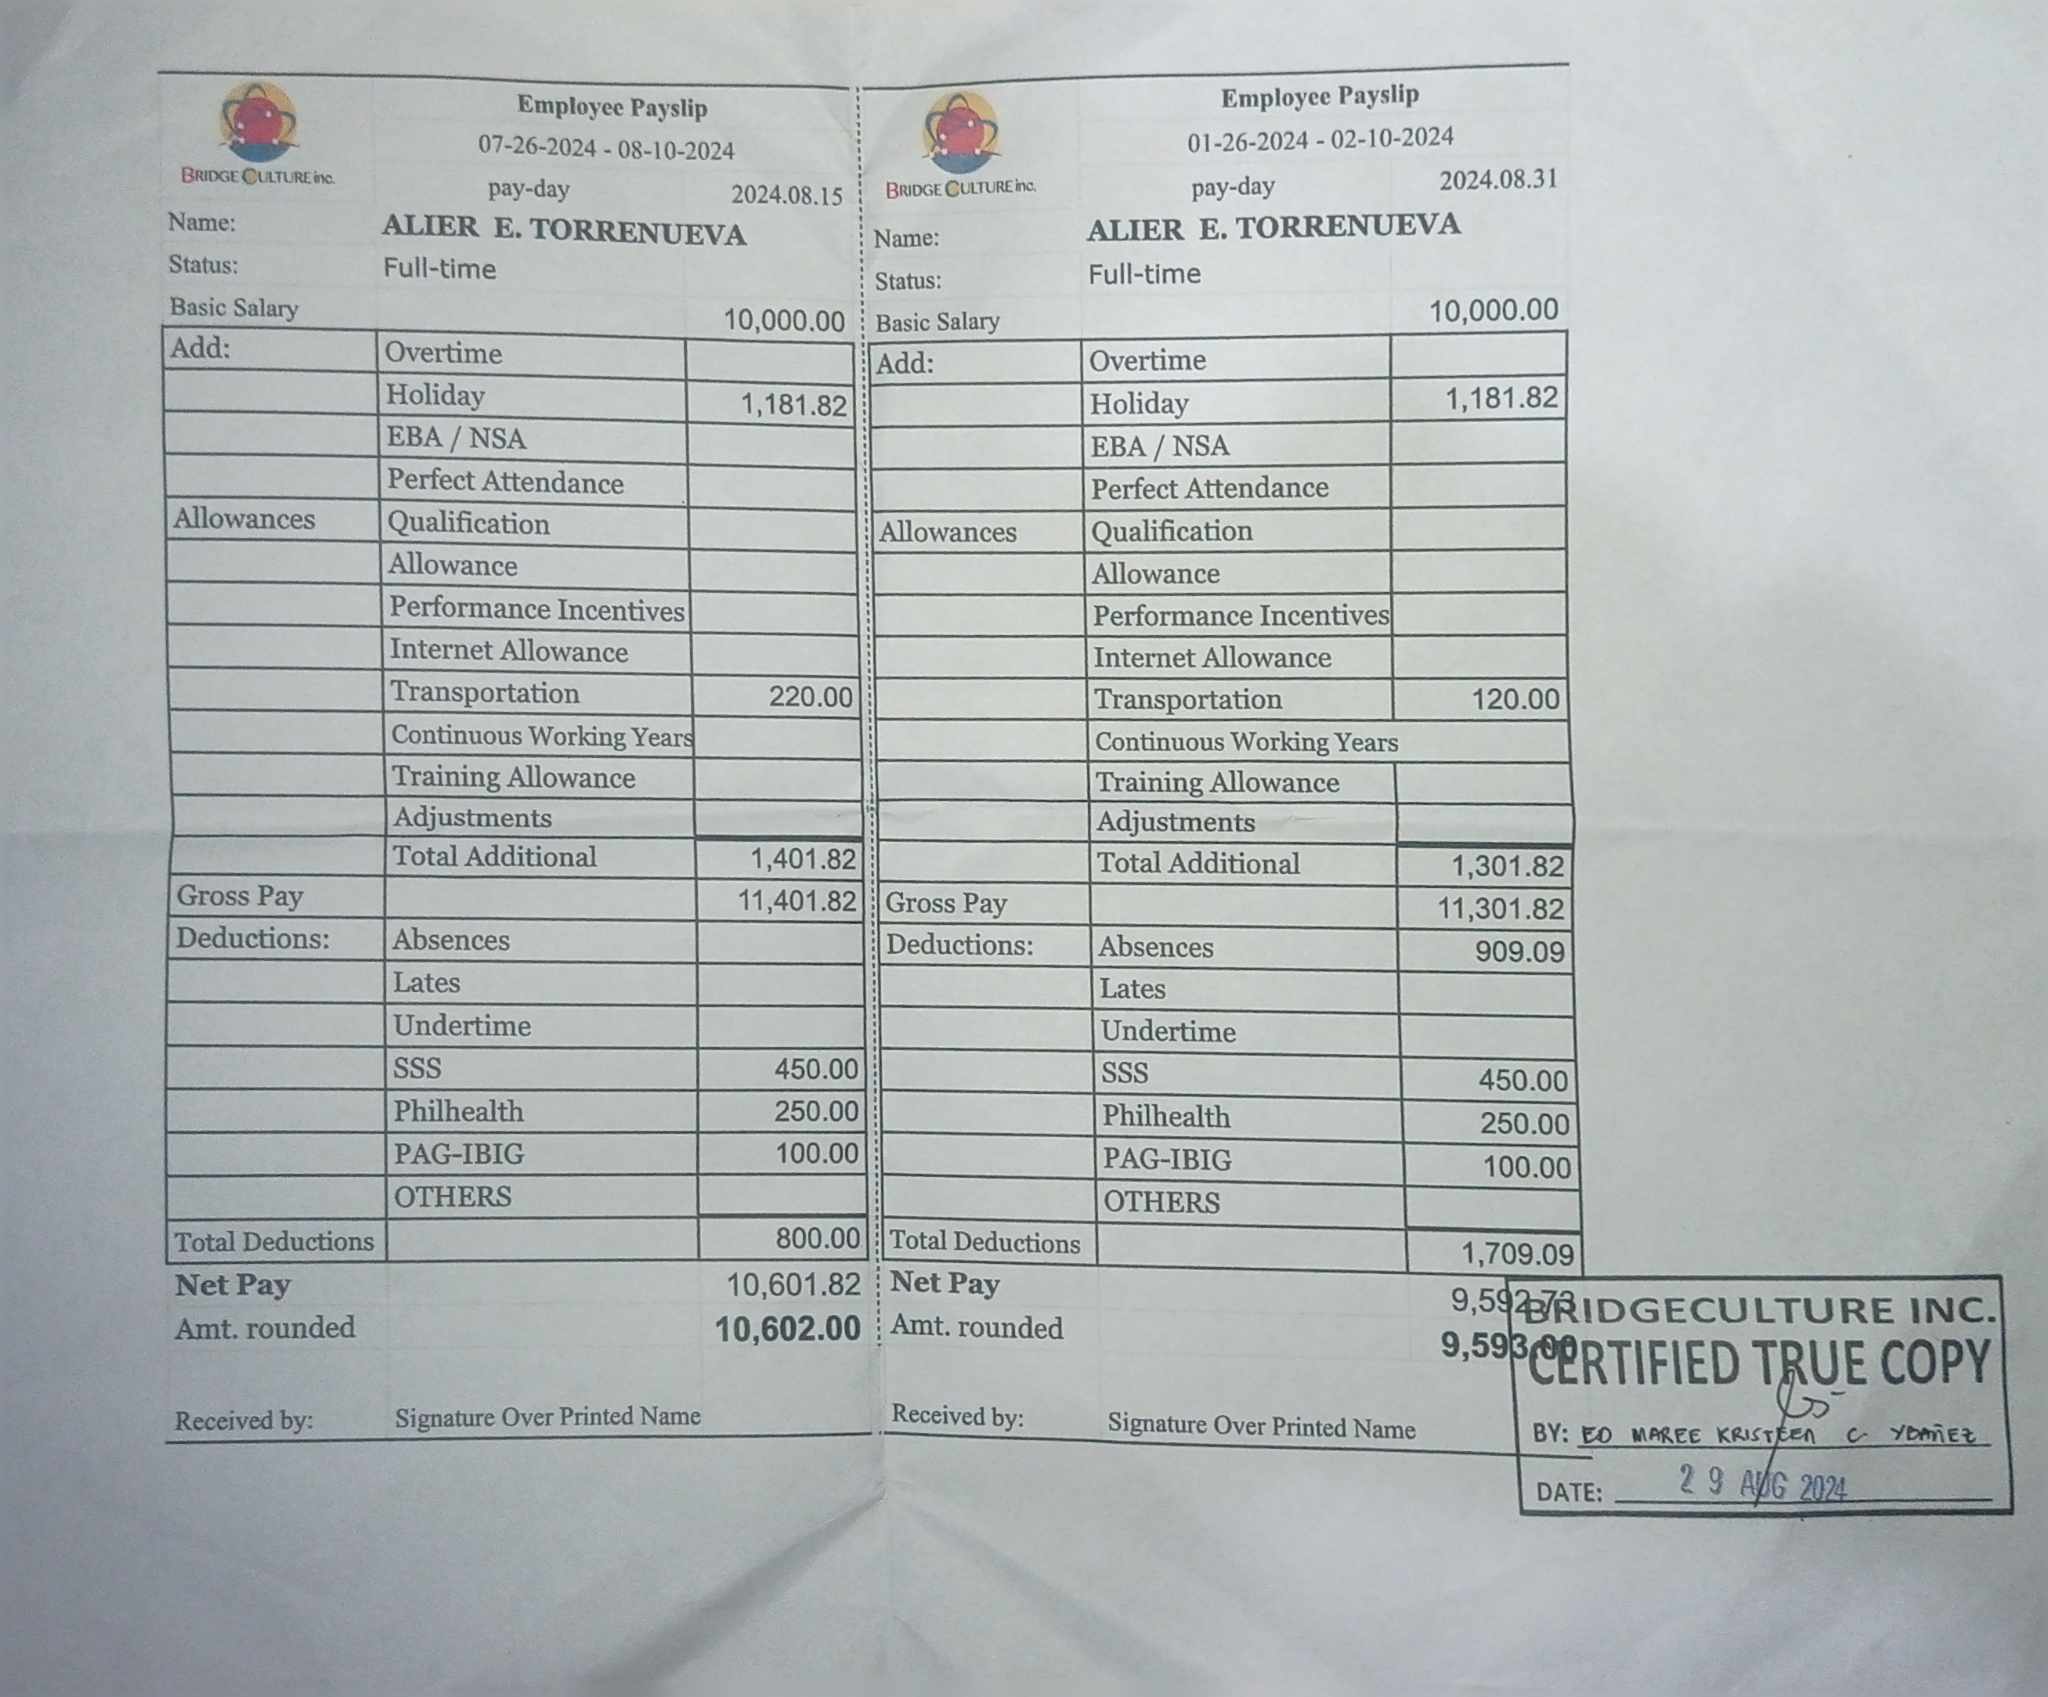 BRIDGE CULTURE inc.
Employee Payslip
07-26-2024 - 08-10-2024
pay-day 2024.08.15
Name: ALIER E. TORRENUEVA
Status: Full-time
Basic Salary 10,000.00
Add: Overtime
Holiday 1,181.82
EBA / NSA
Perfect Attendance
Allowances Qualification
Allowance
Performance Incentives
Internet Allowance
Transportation 220.00
Continuous Working Years
Training Allowance
Adjustments
Total Additional 1,401.82
Gross Pay 11,401.82
Deductions: Absences
Lates
Undertime
SSS 450.00
Philhealth 250.00
PAG-IBIG 100.00
OTHERS
Total Deductions 800.00
Net Pay 10,601.82
Amt. rounded 10,602.00
Received by: Signature Over Printed Name
BRIDGE CULTURE inc.
Employee Payslip
01-26-2024 - 02-10-2024
pay-day 2024.08.31
Name: ALIER E. TORRENUEVA
Status: Full-time
Basic Salary 10,000.00
Add: Overtime
Holiday 1,181.82
EBA / NSA
Perfect Attendance
Allowances Qualification
Allowance
Performance Incentives
Internet Allowance
Transportation 120.00
Continuous Working Years
Training Allowance
Adjustments
Total Additional 1,301.82
Gross Pay 11,301.82
Deductions: Absences 909.09
Lates
Undertime
SSS 450.00
Philhealth 250.00
PAG-IBIG 100.00
OTHERS
Total Deductions 1,709.09
Net Pay 9,592.73
Amt. rounded 9,593.00
Received by: Signature Over Printed Name
BRIDGECULTURE INC.
CERTIFIED TRUE COPY
BY: ED MAREE KRISTEEN C YBAÑEZ
DATE: 29 AUG 2024